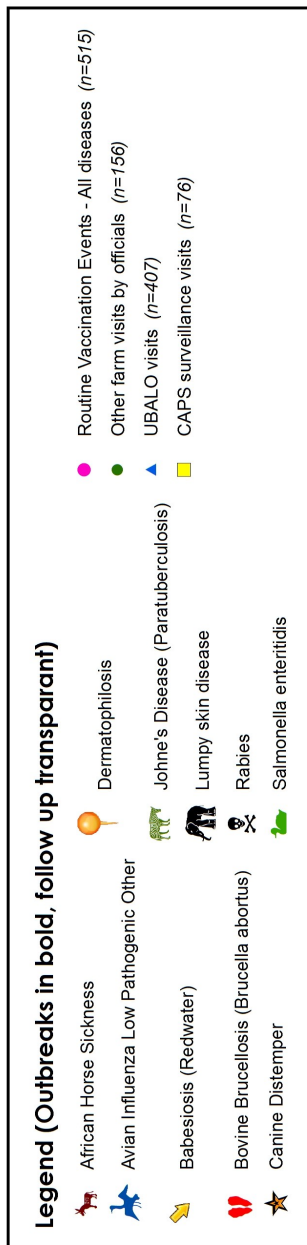 Legend (Outbreaks in bold, follow up transparant)
African Horse Sickness
Avian Influenza Low Pathogenic Other
Babesiosis (Redwater)
Bovine Brucellosis (Brucella abortus)
Canine Distemper
Dermatophilosis
Johne's Disease (Paratuberculosis)
Lumpy skin disease
Rabies
Salmonella enteritidis
Routine Vaccination Events - All diseases (n=515)
Other farm visits by officials (n=156)
UBALO visits (n=407)
CAPS surveillance visits (n=76)